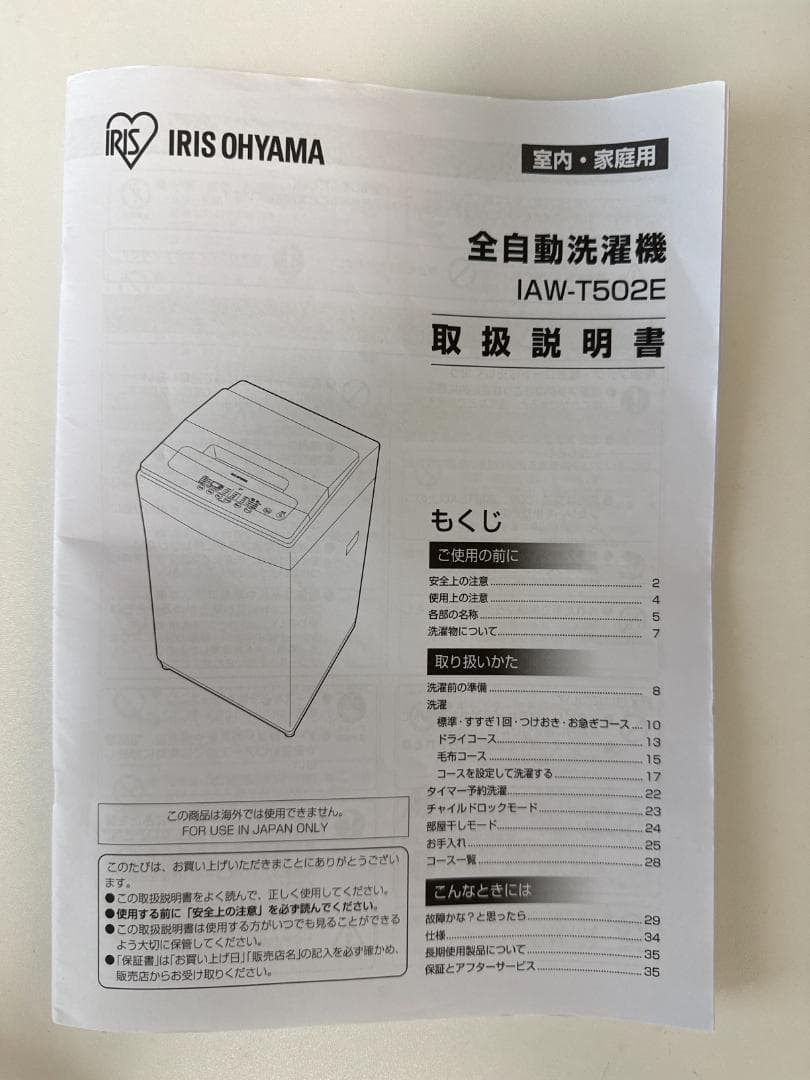 IRIS IRIS OHYAMA
室内・家庭用
全自動洗濯機
IAW-T502E
取扱説明書
もくじ
ご使用の前に
安全上の注意 2
使用上の注意 4
各部の名称 5
洗濯物について 7
取り扱いかた
洗濯前の準備 8
洗濯
標準・すすぎ1回・つけおき・お急ぎコース 10
ドライコース 13
毛布コース 15
コースを設定して洗濯する 17
タイマー予約洗濯 22
チャイルドロックモード 23
部屋干しモード 24
お手入れ 25
コース一覧 28
こんなときには
故障かな?と思ったら 29
仕様 34
長期使用製品について 35
保証とアフターサービス 35
この商品は海外では使用できません。
FOR USE IN JAPAN ONLY
このたびは、お買い上げいただきまことにありがとうござい
ます。
●この取扱説明書をよく読んで、正しく使用してください。
●使用する前に「安全上の注意」を必ず読んでください。
●この取扱説明書は使用する方がいつでも見ることができる
よう大切に保管してください。
●「保証書」は「お買い上げ日」「販売店名」の記入を必ず確かめ、
販売店からお受け取りください。